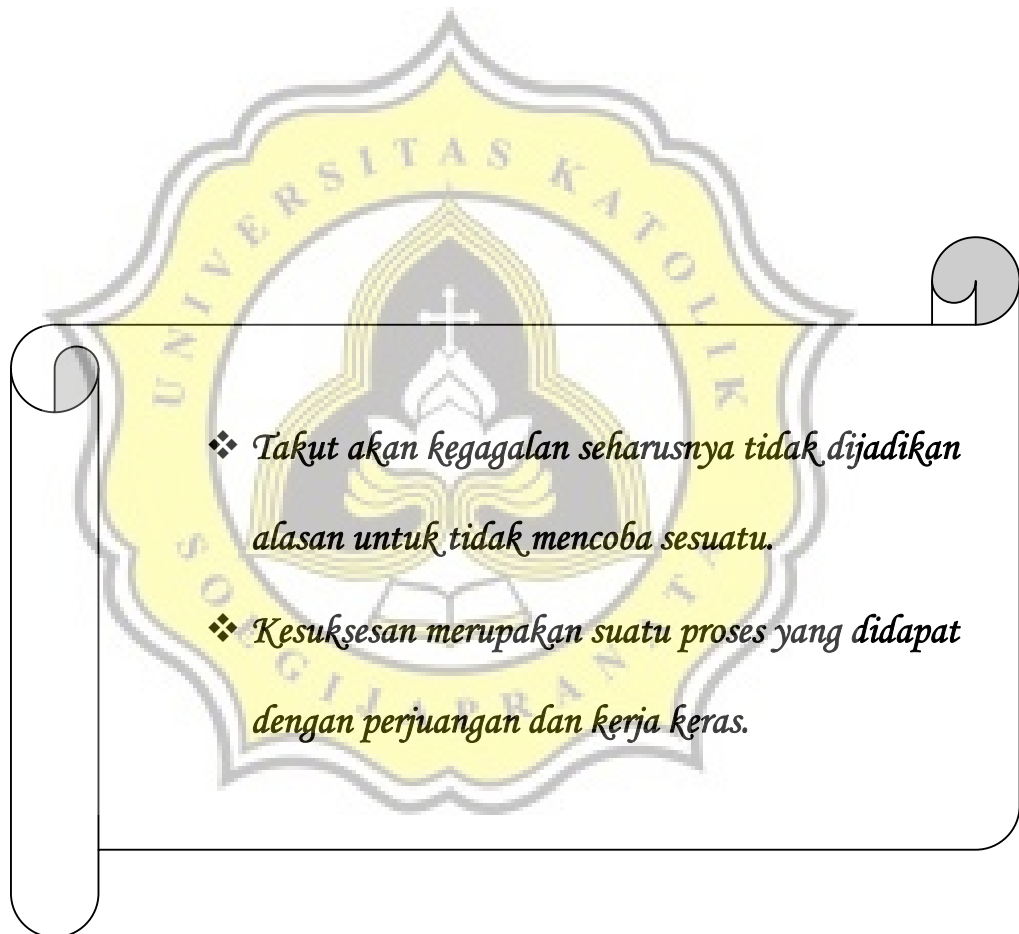 UNIVERSITAS KATOLIK
SOEGIJAPRANATA
❖ Takut akan kegagalan seharusnya tidak dijadikan
alasan untuk tidak mencoba sesuatu.
❖ Kesuksesan merupakan suatu proses yang didapat
dengan perjuangan dan kerja keras.